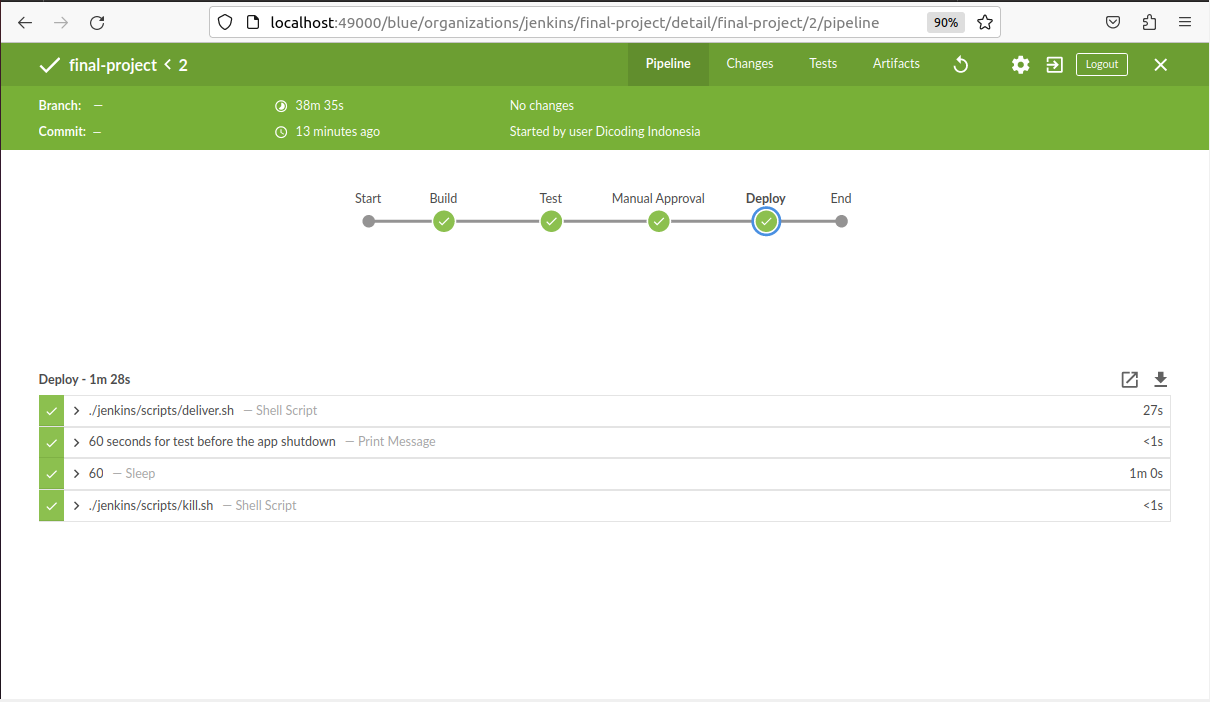 localhost:49000/blue/organizations/jenkins/final-project/detail/final-project/2/pipeline 90%
final-project < 2 Pipeline Changes Tests Artifacts Logout
Branch: — 38m 35s No changes
Commit: — 13 minutes ago Started by user Dicoding Indonesia
Start Build Test Manual Approval Deploy End
Deploy - 1m 28s
./jenkins/scripts/deliver.sh — Shell Script 27s
60 seconds for test before the app shutdown — Print Message <1s
60 — Sleep 1m 0s
./jenkins/scripts/kill.sh — Shell Script <1s